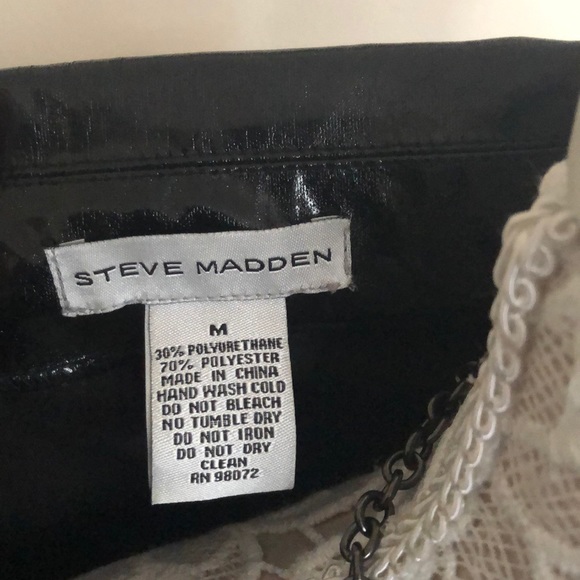 STEVE MADDEN
M
30% POLYURETHANE
70% POLYESTER
MADE IN CHINA
HAND WASH COLD
DO NOT BLEACH
NO TUMBLE DRY
DO NOT IRON
DO NOT DRY
CLEAN
RN 98072